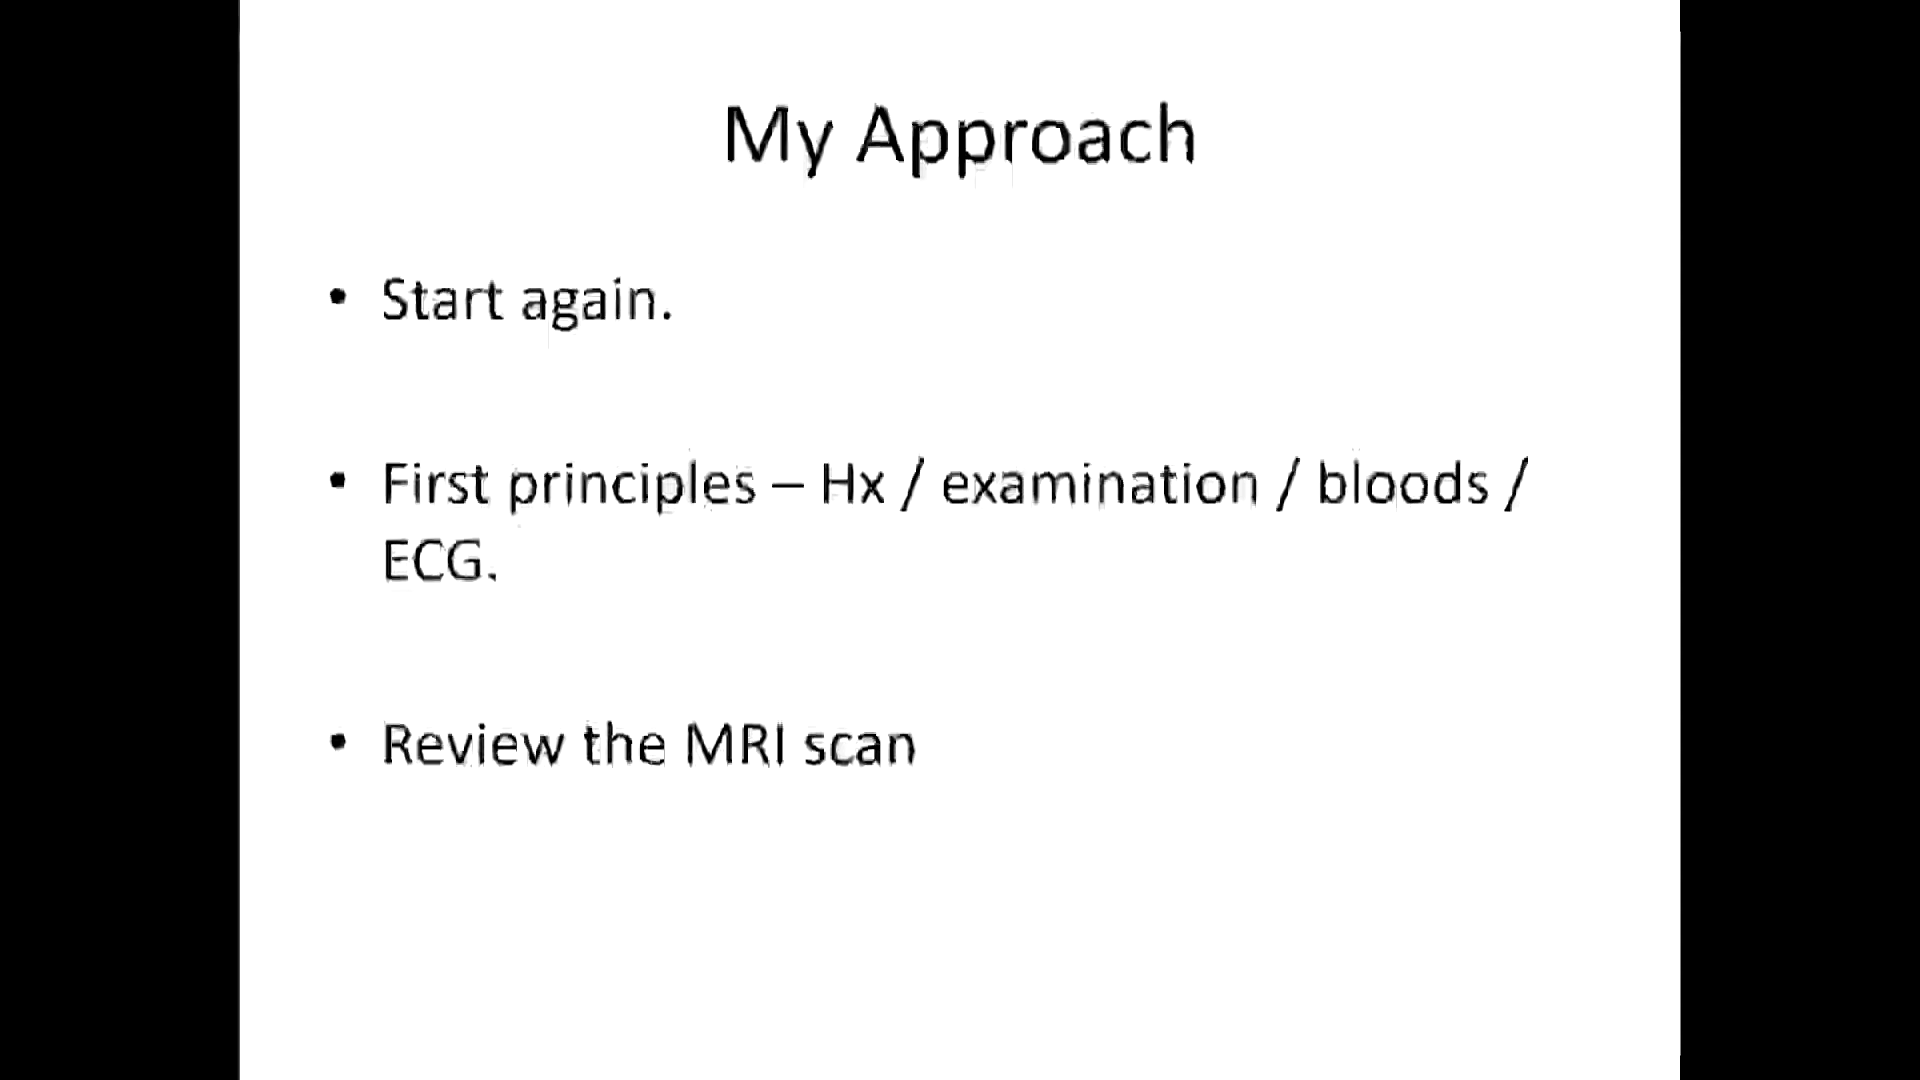 My Approach
• Start again.
• First principles – Hx / examination / bloods /
ECG.
• Review the MRI scan